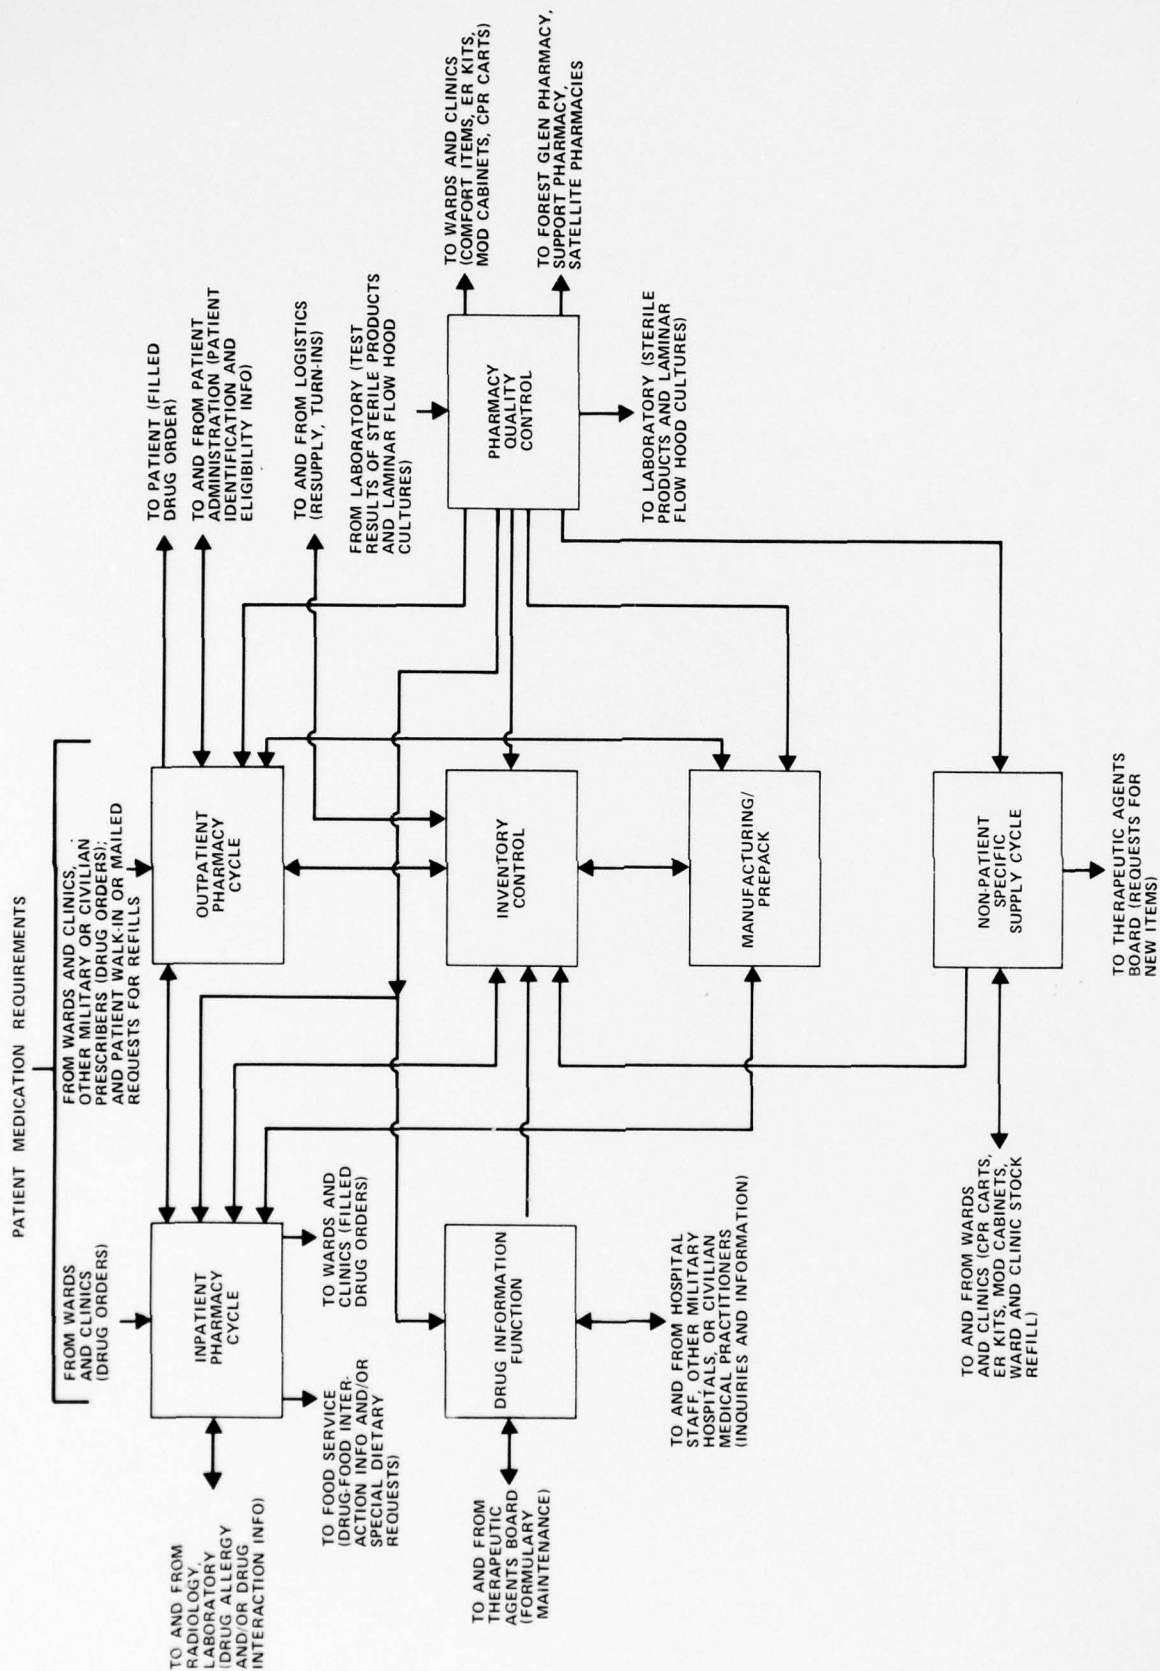 PATIENT MEDICATION REQUIREMENTS
FROM WARDS
AND CLINICS
(DRUG ORDERS)
FROM WARDS AND CLINICS,
OTHER MILITARY OR CIVILIAN
PRESCRIBERS (DRUG ORDERS);
AND PATIENT WALK-IN OR MAILED
REQUESTS FOR REFILLS
TO AND FROM
RADIOLOGY,
LABORATORY
(DRUG ALLERGY
AND/OR DRUG
INTERACTION INFO)
INPATIENT
PHARMACY
CYCLE
OUTPATIENT
PHARMACY
CYCLE
TO PATIENT (FILLED
DRUG ORDER)
TO AND FROM PATIENT
ADMINISTRATION (PATIENT
IDENTIFICATION AND
ELIGIBILITY INFO)
TO AND FROM LOGISTICS
(RESUPPLY, TURN-INS)
TO FOOD SERVICE
(DRUG-FOOD INTER-
ACTION INFO AND/OR
SPECIAL DIETARY
REQUESTS)
TO WARDS AND
CLINICS (FILLED
DRUG ORDERS)
FROM LABORATORY (TEST
RESULTS OF STERILE PRODUCTS
AND LAMINAR FLOW HOOD
CULTURES)
TO AND FROM
THERAPEUTIC
AGENTS BOARD
(FORMULARY
MAINTENANCE)
DRUG INFORMATION
FUNCTION
INVENTORY
CONTROL
PHARMACY
QUALITY
CONTROL
TO WARDS AND CLINICS
(COMFORT ITEMS, ER KITS,
MOD CABINETS, CPR CARTS)
TO FOREST GLEN PHARMACY,
SUPPORT PHARMACY,
SATELLITE PHARMACIES
TO AND FROM HOSPITAL
STAFF, OTHER MILITARY
HOSPITALS, OR CIVILIAN
MEDICAL PRACTITIONERS
(INQUIRIES AND INFORMATION)
MANUFACTURING/
PREPACK
TO LABORATORY (STERILE
PRODUCTS AND LAMINAR
FLOW HOOD CULTURES)
TO AND FROM WARDS
AND CLINICS (CPR CARTS,
ER KITS, MOD CABINETS,
WARD AND CLINIC STOCK
REFILL)
NON-PATIENT
SPECIFIC
SUPPLY CYCLE
TO THERAPEUTIC AGENTS
BOARD (REQUESTS FOR
NEW ITEMS)